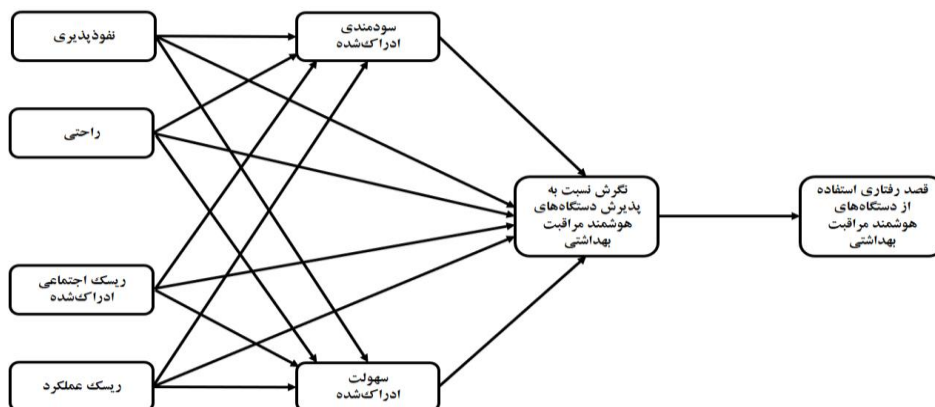 نفوذپذیری
راحتی
ریسک اجتماعی
ادراک‌شده
ریسک عملکرد
سودمندی
ادراک‌شده
سهولت
ادراک‌شده
نگرش نسبت به
پذیرش دستگاه‌های
هوشمند مراقبت
بهداشتی
قصد رفتاری استفاده
از دستگاه‌های
هوشمند مراقبت
بهداشتی